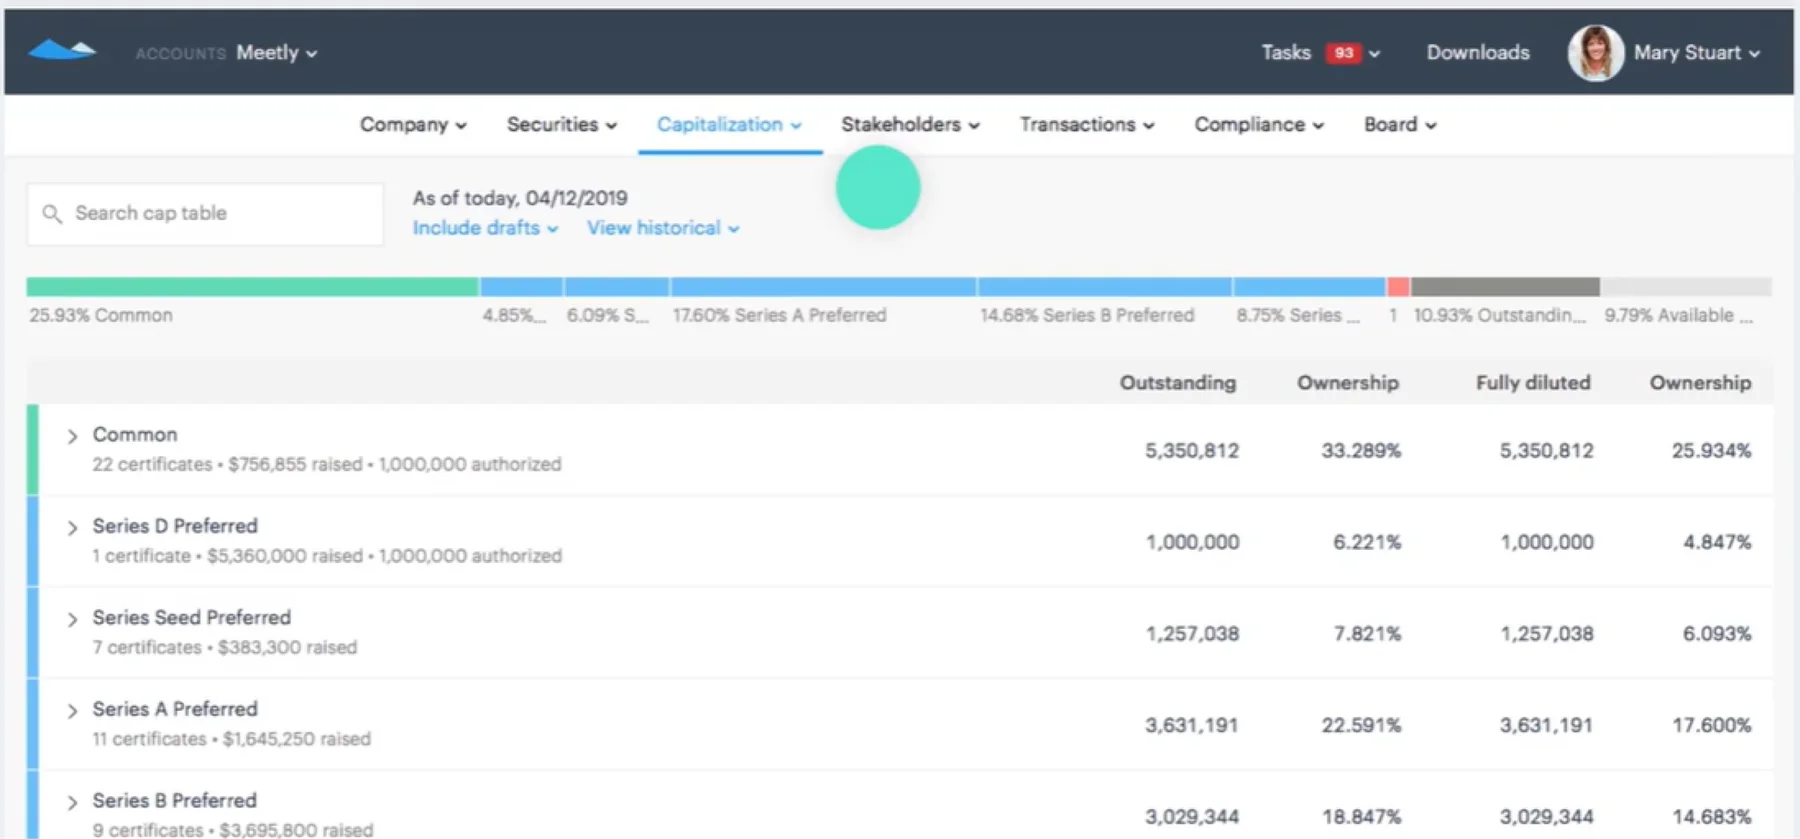 ACCOUNTS Meetly Tasks 93 Downloads Mary Stuart
Company Securities Capitalization Stakeholders Transactions Compliance Board
Search cap table
As of today, 04/12/2019
Include drafts View historical
25.93% Common 4.85%... 6.09% S... 17.60% Series A Preferred 14.68% Series B Preferred 8.75% Series ... 1 10.93% Outstandin... 9.79% Available ...
Outstanding Ownership Fully diluted Ownership
Common 5,350,812 33.289% 5,350,812 25.934%
22 certificates • $756,855 raised • 1,000,000 authorized
Series D Preferred 1,000,000 6.221% 1,000,000 4.847%
1 certificate • $5,360,000 raised • 1,000,000 authorized
Series Seed Preferred 1,257,038 7.821% 1,257,038 6.093%
7 certificates • $383,300 raised
Series A Preferred 3,631,191 22.591% 3,631,191 17.600%
11 certificates • $1,645,250 raised
Series B Preferred 3,029,344 18.847% 3,029,344 14.683%
9 certificates • $3,695,800 raised